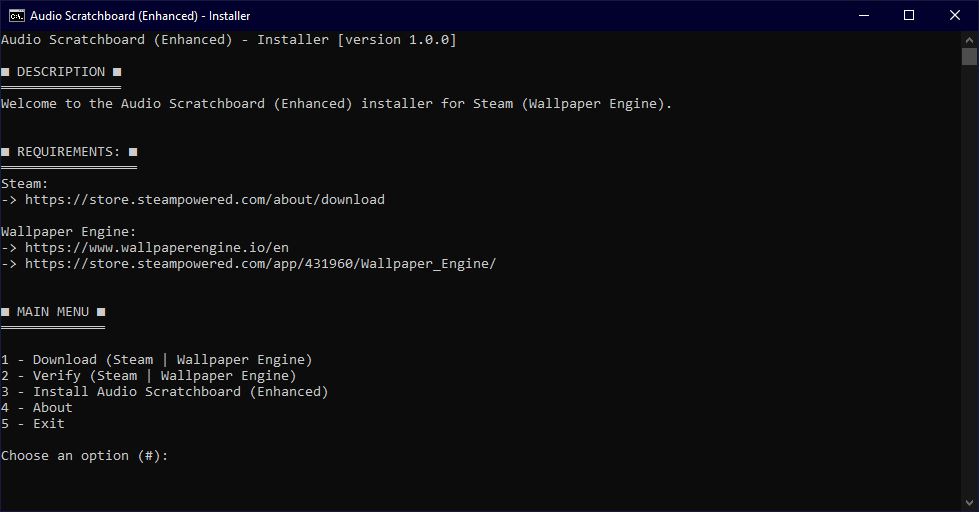 Audio Scratchboard (Enhanced) - Installer
Audio Scratchboard (Enhanced) - Installer [version 1.0.0]
■ DESCRIPTION ■
Welcome to the Audio Scratchboard (Enhanced) installer for Steam (Wallpaper Engine).
■ REQUIREMENTS: ■
Steam:
-> https://store.steampowered.com/about/download
Wallpaper Engine:
-> https://www.wallpaperengine.io/en
-> https://store.steampowered.com/app/431960/Wallpaper_Engine/
■ MAIN MENU ■
1 - Download (Steam | Wallpaper Engine)
2 - Verify (Steam | Wallpaper Engine)
3 - Install Audio Scratchboard (Enhanced)
4 - About
5 - Exit
Choose an option (#):